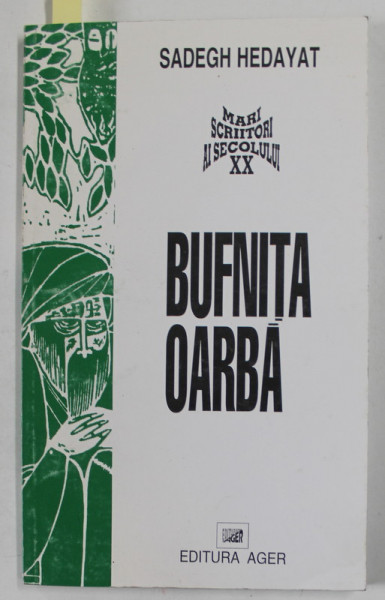 SADEGH HEDAYAT
MARI
SCRIITORI
AI SECOLULUI
XX
BUFNIȚA
OARBĂ
EDITURA AGER